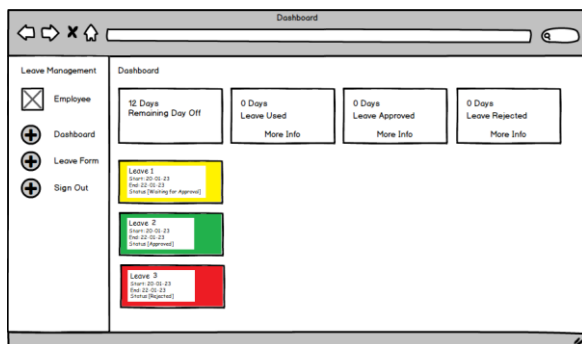 Dashboard
Leave Management
Employee
Dashboard
Leave Form
Sign Out
Dashboard
12 Days
Remaining Day Off
0 Days
Leave Used
More Info
0 Days
Leave Approved
More Info
0 Days
Leave Rejected
More Info
Leave 1
Start: 20-01-23
End: 22-01-23
Status [Waiting for Approval]
Leave 2
Start: 20-01-23
End: 22-01-23
Status [Approved]
Leave 3
Start: 20-01-23
End: 22-01-23
Status [Rejected]